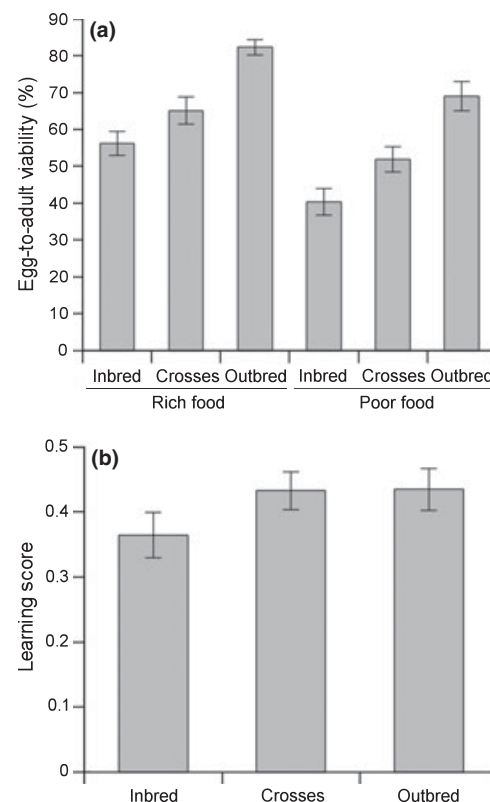 (a)
Egg-to-adult viability (%)
90
80
70
60
50
40
30
20
10
0
Inbred Crosses Outbred Inbred Crosses Outbred
Rich food Poor food
(b)
Learning score
0.5
0.4
0.3
0.2
0.1
0
Inbred Crosses Outbred